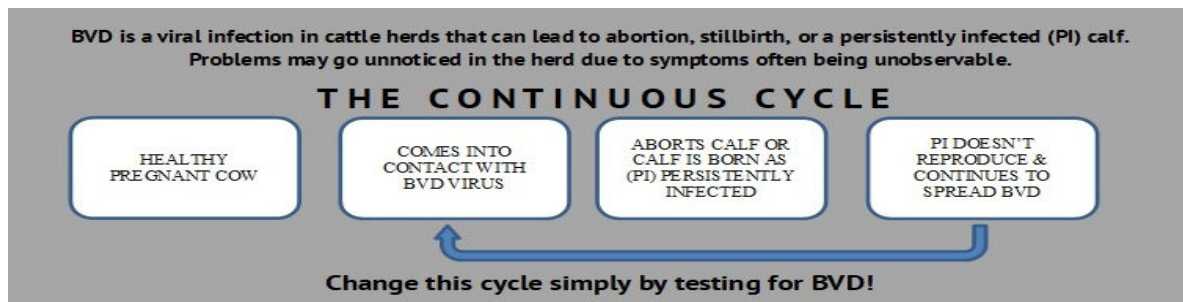 BVD is a viral infection in cattle herds that can lead to abortion, stillbirth, or a persistently infected (PI) calf.
Problems may go unnoticed in the herd due to symptoms often being unobservable.
THE CONTINUOUS CYCLE
HEALTHY
PREGNANT COW
COMES INTO
CONTACT WITH
BVD VIRUS
ABORTS CALF OR
CALF IS BORN AS
(PI) PERSISTENTLY
INFECTED
PI DOESN'T
REPRODUCE &
CONTINUES TO
SPREAD BVD
Change this cycle simply by testing for BVD!